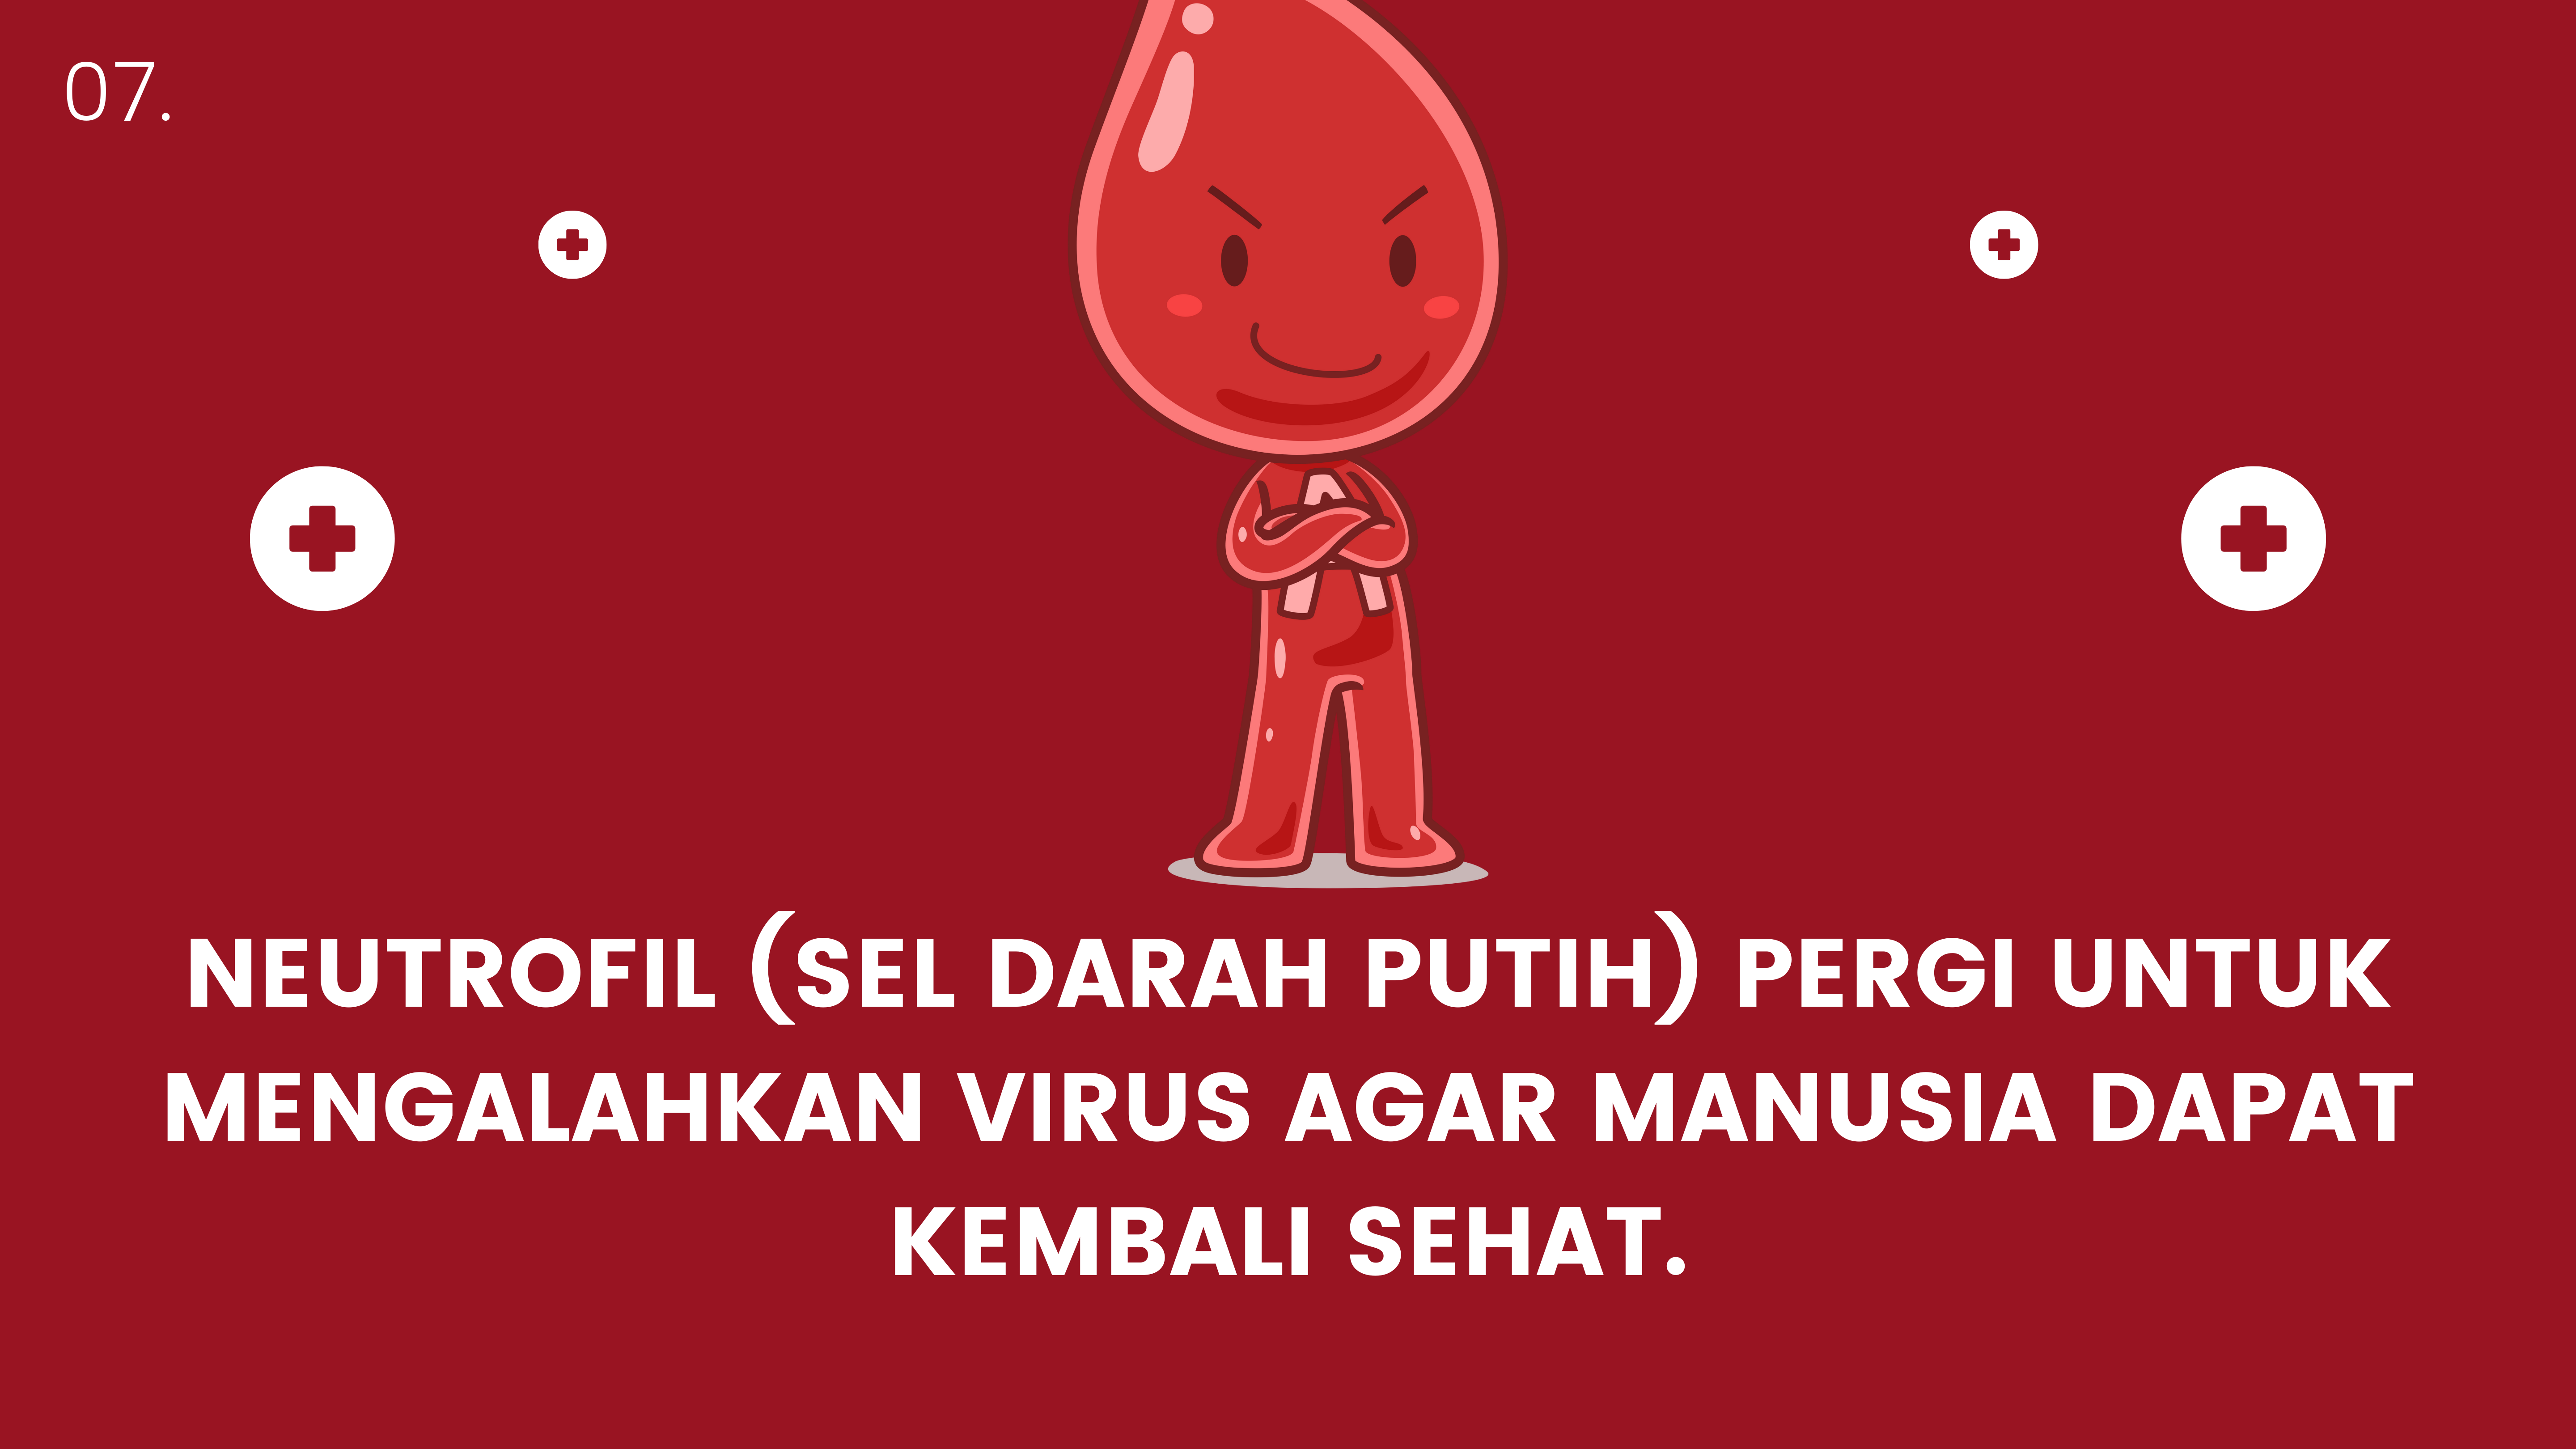 07.
A
NEUTROFIL (SEL DARAH PUTIH) PERGI UNTUK
MENGALAHKAN VIRUS AGAR MANUSIA DAPAT
KEMBALI SEHAT.